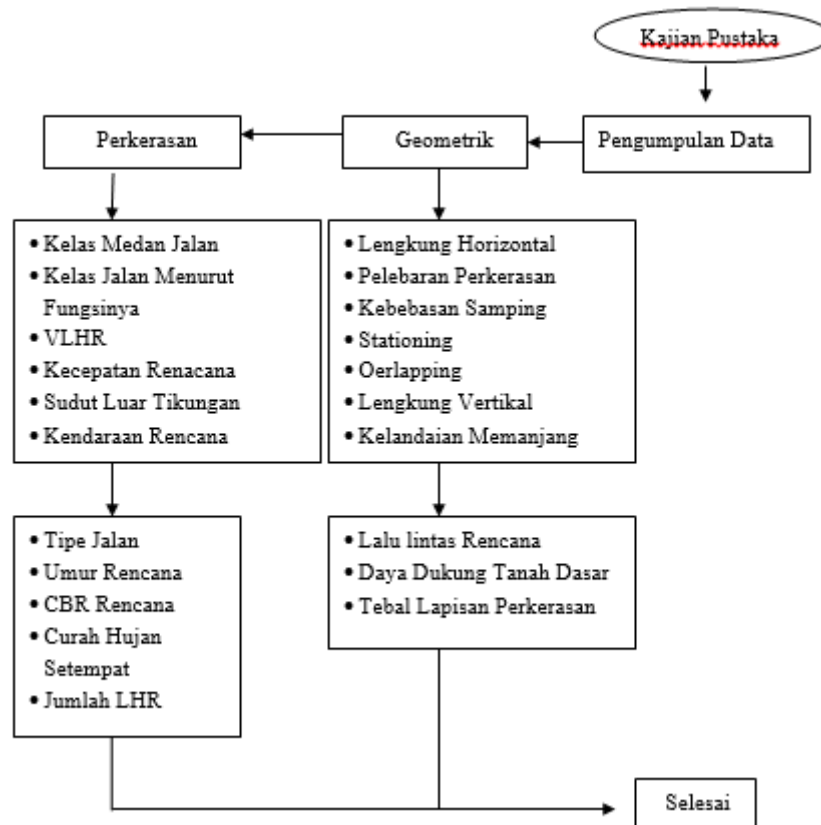 Kajian Pustaka
Perkerasan
Geometrik
Pengumpulan Data
• Kelas Medan Jalan
• Kelas Jalan Menurut
Fungsinya
• VLHR
• Kecepatan Renacana
• Sudut Luar Tikungan
• Kendaraan Rencana
• Lengkung Horizontal
• Pelebaran Perkerasan
• Kebebasan Samping
• Stationing
• Oerlapping
• Lengkung Vertikal
• Kelandaian Memanjang
• Tipe Jalan
• Umur Rencana
• CBR Rencana
• Curah Hujan
Setempat
• Jumlah LHR
• Lalu lintas Rencana
• Daya Dukung Tanah Dasar
• Tebal Lapisan Perkerasan
Selesai